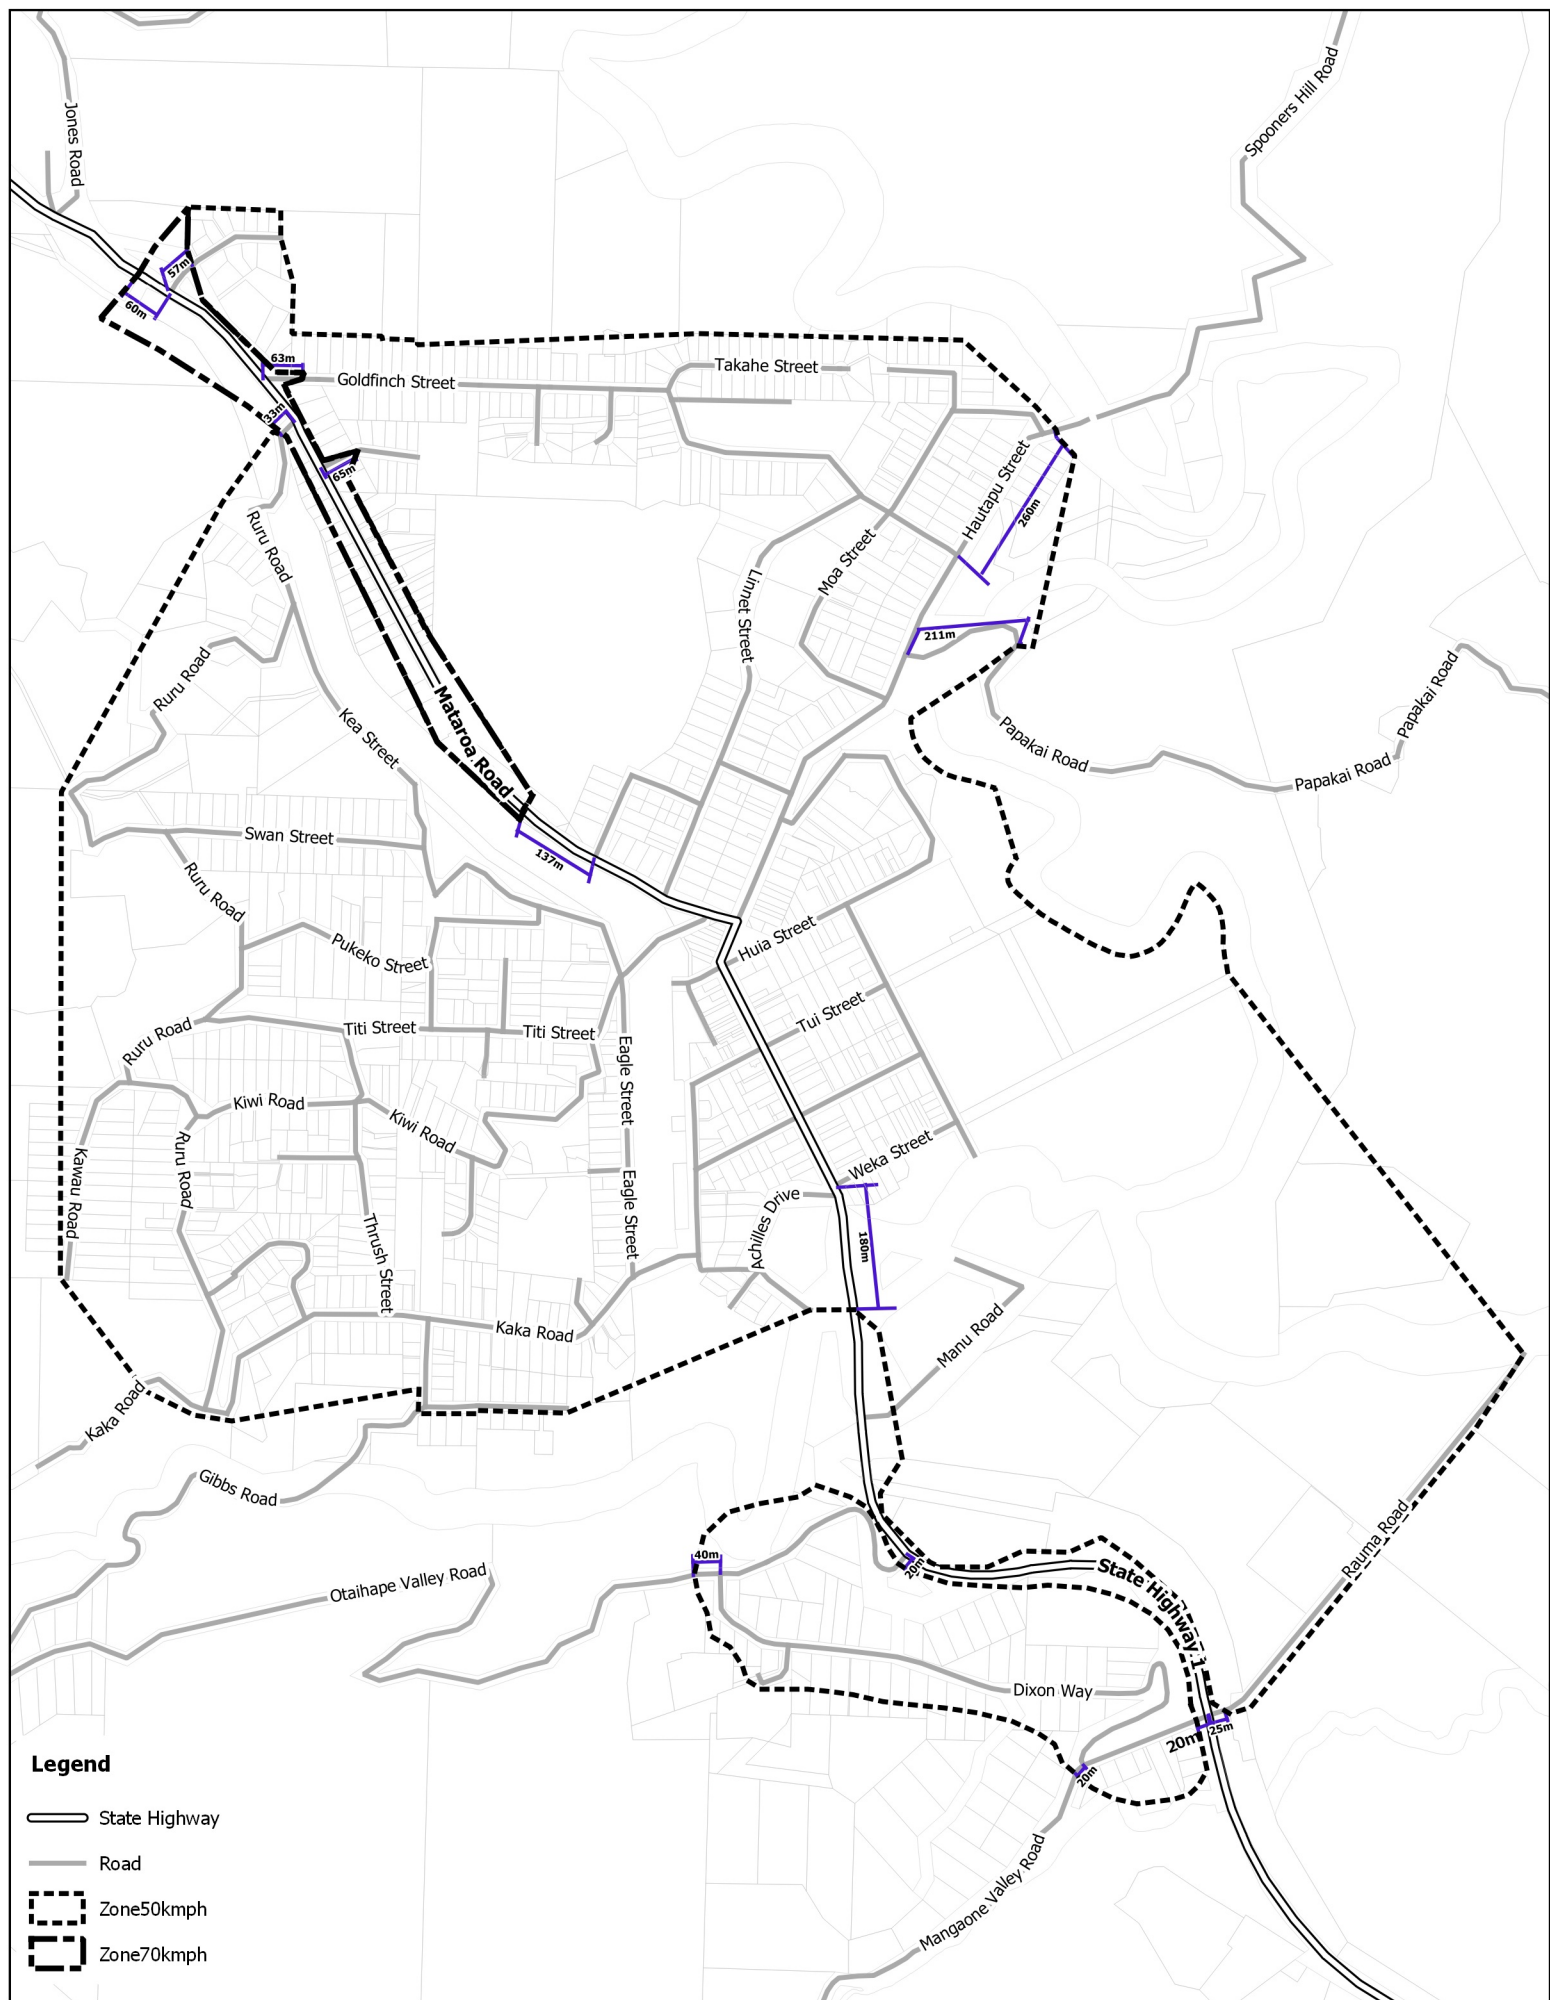 Jones Road
Spooners Hill Road
57m
60m
63m
Goldfinch Street
Takahe Street
33m
65m
Hautapu Street
260m
Ruru Road
Moa Street
Linnet Street
211m
Ruru Road
Kea Street
Mataroa Road
Papakai Road
Papakai Road
Papakai Road
Swan Street
137m
Ruru Road
Pukeko Street
Huia Street
Tui Street
Ruru Road
Titi Street
Titi Street
Eagle Street
Kiwi Road
Kiwi Road
Ruru Road
Kawau Road
Weka Street
Eagle Street
Achilles Drive
Thrush Street
180m
Kaka Road
Manu Road
Kaka Road
Gibbs Road
Otaihape Valley Road
40m
20m
State Highway 1
Rauma Road
Dixon Way
20m
25m
20m
Mangaone Valley Road
Legend
State Highway
Road
Zone50kmph
Zone70kmph